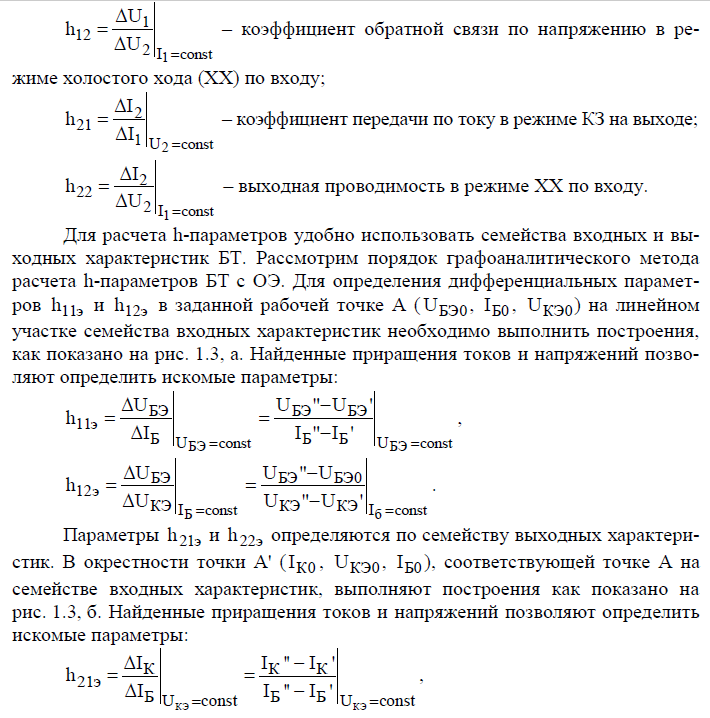 h12 = ΔU1/ΔU2 |I1=const – коэффициент обратной связи по напряжению в ре-
жиме холостого хода (ХХ) по входу;
h21 = ΔI2/ΔI1 |U2=const – коэффициент передачи по току в режиме КЗ на выходе;
h22 = ΔI2/ΔU2 |I1=const – выходная проводимость в режиме ХХ по входу.
Для расчета h-параметров удобно использовать семейства входных и вы-
ходных характеристик БТ. Рассмотрим порядок графоаналитического метода
расчета h-параметров БТ с ОЭ. Для определения дифференциальных парамет-
ров h11э и h12э в заданной рабочей точке А (UБЭ0, IБ0, UКЭ0) на линейном
участке семейства входных характеристик необходимо выполнить построения,
как показано на рис. 1.3, а. Найденные приращения токов и напряжений позво-
ляют определить искомые параметры:
h11э = ΔUБЭ/ΔIБ |UБЭ=const = UБЭ"–UБЭ'/IБ"–IБ' |UБЭ=const ,
h12э = ΔUБЭ/ΔUКЭ |IБ=const = UБЭ"–UБЭ0/UКЭ"–UКЭ' |Iб=const .
Параметры h21э и h22э определяются по семейству выходных характери-
стик. В окрестности точки А' (IК0, UКЭ0, IБ0), соответствующей точке А на
семействе входных характеристик, выполняют построения как показано на
рис. 1.3, б. Найденные приращения токов и напряжений позволяют определить
искомые параметры:
h21э = ΔIК/ΔIБ |Uкэ=const = IК"– IК'/IБ"– IБ' |Uкэ=const ,